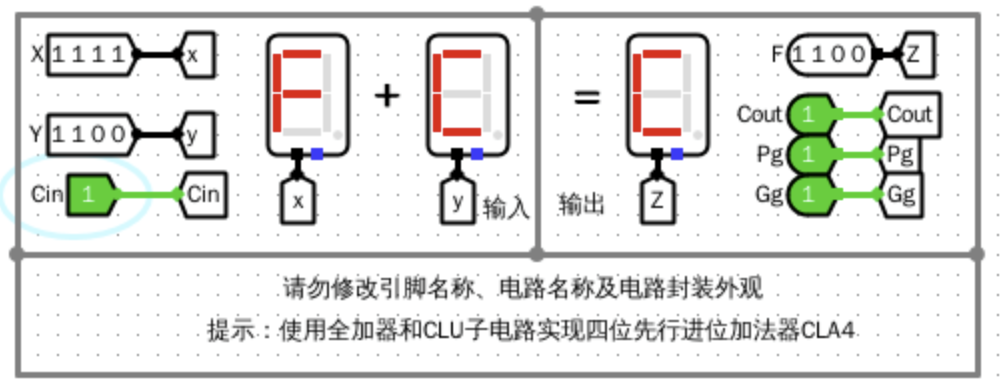 X 1111 x
F 1100 Z
+
=
Cout 1 Cout
Y 1100 y
Pg 1 Pg
Cin 1 Cin
Gg 1 Gg
x
y
输入
输出
Z
请勿修改引脚名称、电路名称及电路封装外观
提示：使用全加器和CLU子电路实现四位先行进位加法器CLA4